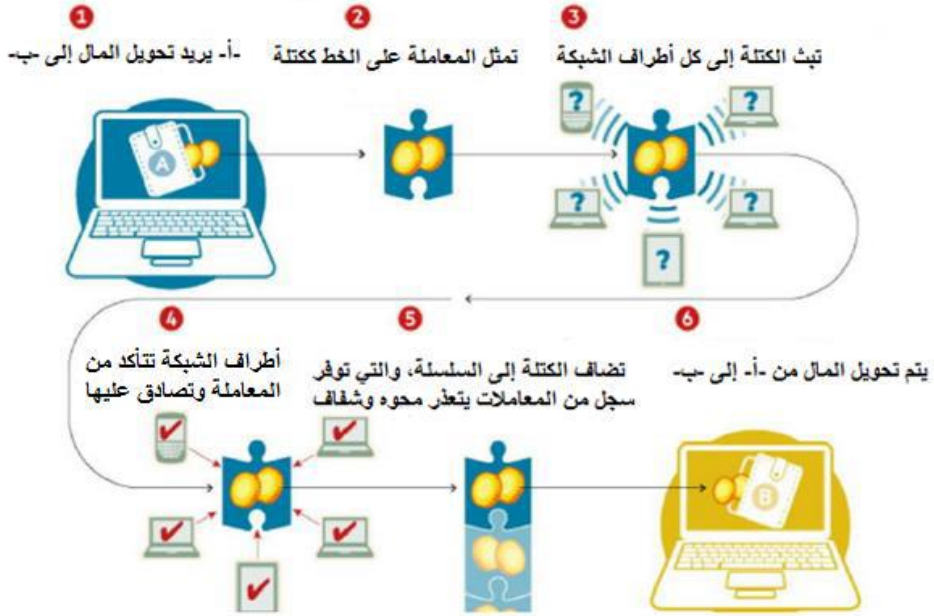 1
-أ- يريد تحويل المال إلى -ب-
2
تمثل المعاملة على الخط ككتلة
3
تبث الكتلة إلى كل أطراف الشبكة
A
?
?
?
?
?
4
أطراف الشبكة تتأكد من
المعاملة وتصادق عليها
5
تضاف الكتلة إلى السلسلة، والتي توفر
سجل من المعاملات يتعذر محوه وشفاف
6
يتم تحويل المال من -أ- إلى -ب-
B